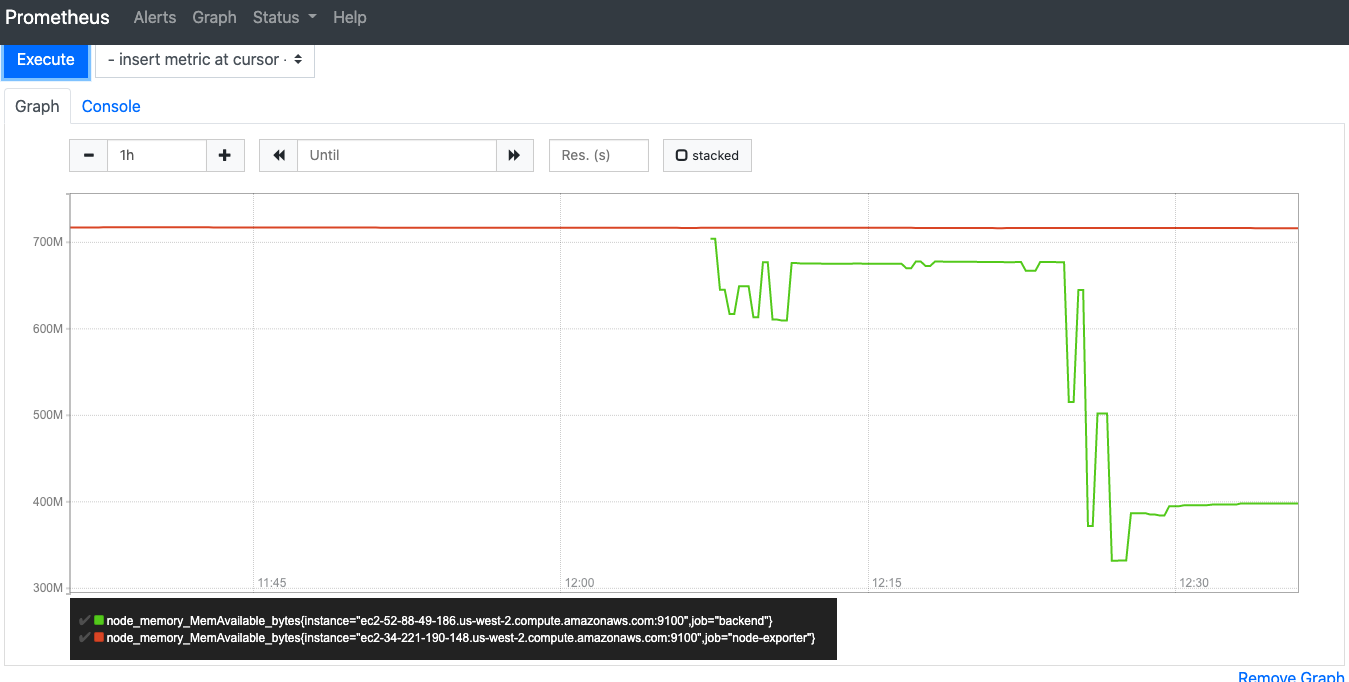 Prometheus Alerts Graph Status Help
Execute - insert metric at cursor -
Graph Console
1h Until Res. (s) stacked
700M
600M
500M
400M
300M
11:45 12:00 12:15 12:30
node_memory_MemAvailable_bytes{instance="ec2-52-88-49-186.us-west-2.compute.amazonaws.com:9100",job="backend"}
node_memory_MemAvailable_bytes{instance="ec2-34-221-190-148.us-west-2.compute.amazonaws.com:9100",job="node-exporter"}
Remove Graph